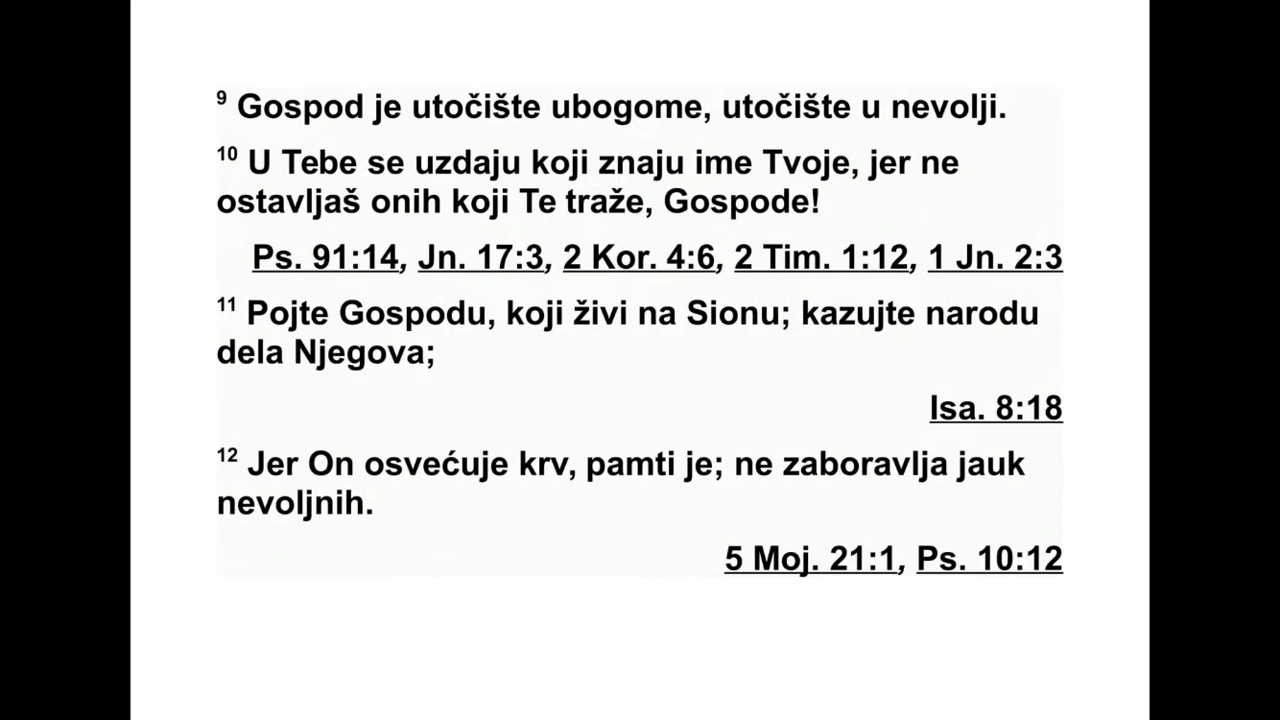 9 Gospod je utočište ubogome, utočište u nevolji.
10 U Tebe se uzdaju koji znaju ime Tvoje, jer ne
ostavljaš onih koji Te traže, Gospode!
Ps. 91:14, Jn. 17:3, 2 Kor. 4:6, 2 Tim. 1:12, 1 Jn. 2:3
11 Pojte Gospodu, koji živi na Sionu; kazujte narodu
dela Njegova;
Isa. 8:18
12 Jer On osvećuje krv, pamti je; ne zaboravlja jauk
nevoljnih.
5 Moj. 21:1, Ps. 10:12